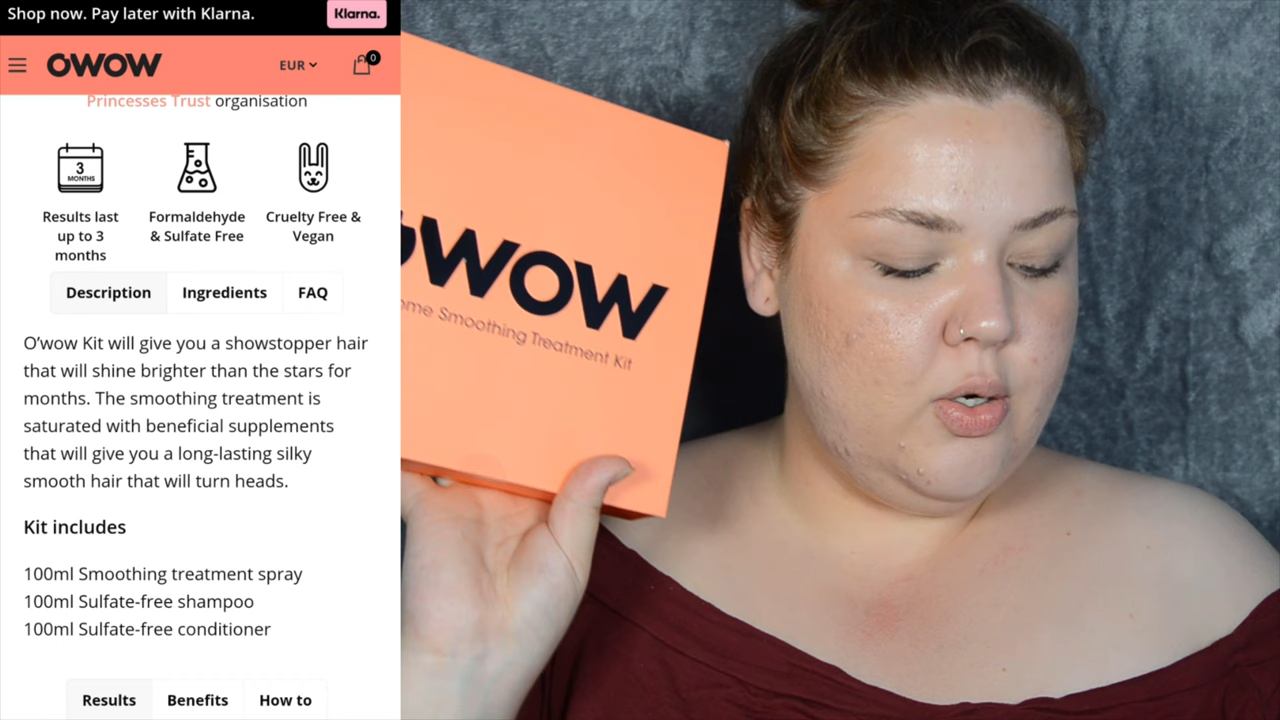 Shop now. Pay later with Klarna.
Klarna.
OWOW
EUR
0
Princesses Trust organisation
3
MONTHS
Results last
up to 3
months
Formaldehyde
& Sulfate Free
Cruelty Free &
Vegan
Description
Ingredients
FAQ
O'wow Kit will give you a showstopper hair
that will shine brighter than the stars for
months. The smoothing treatment is
saturated with beneficial supplements
that will give you a long-lasting silky
smooth hair that will turn heads.
Kit includes
100ml Smoothing treatment spray
100ml Sulfate-free shampoo
100ml Sulfate-free conditioner
Results
Benefits
How to
OWOW
Smoothing Treatment Kit